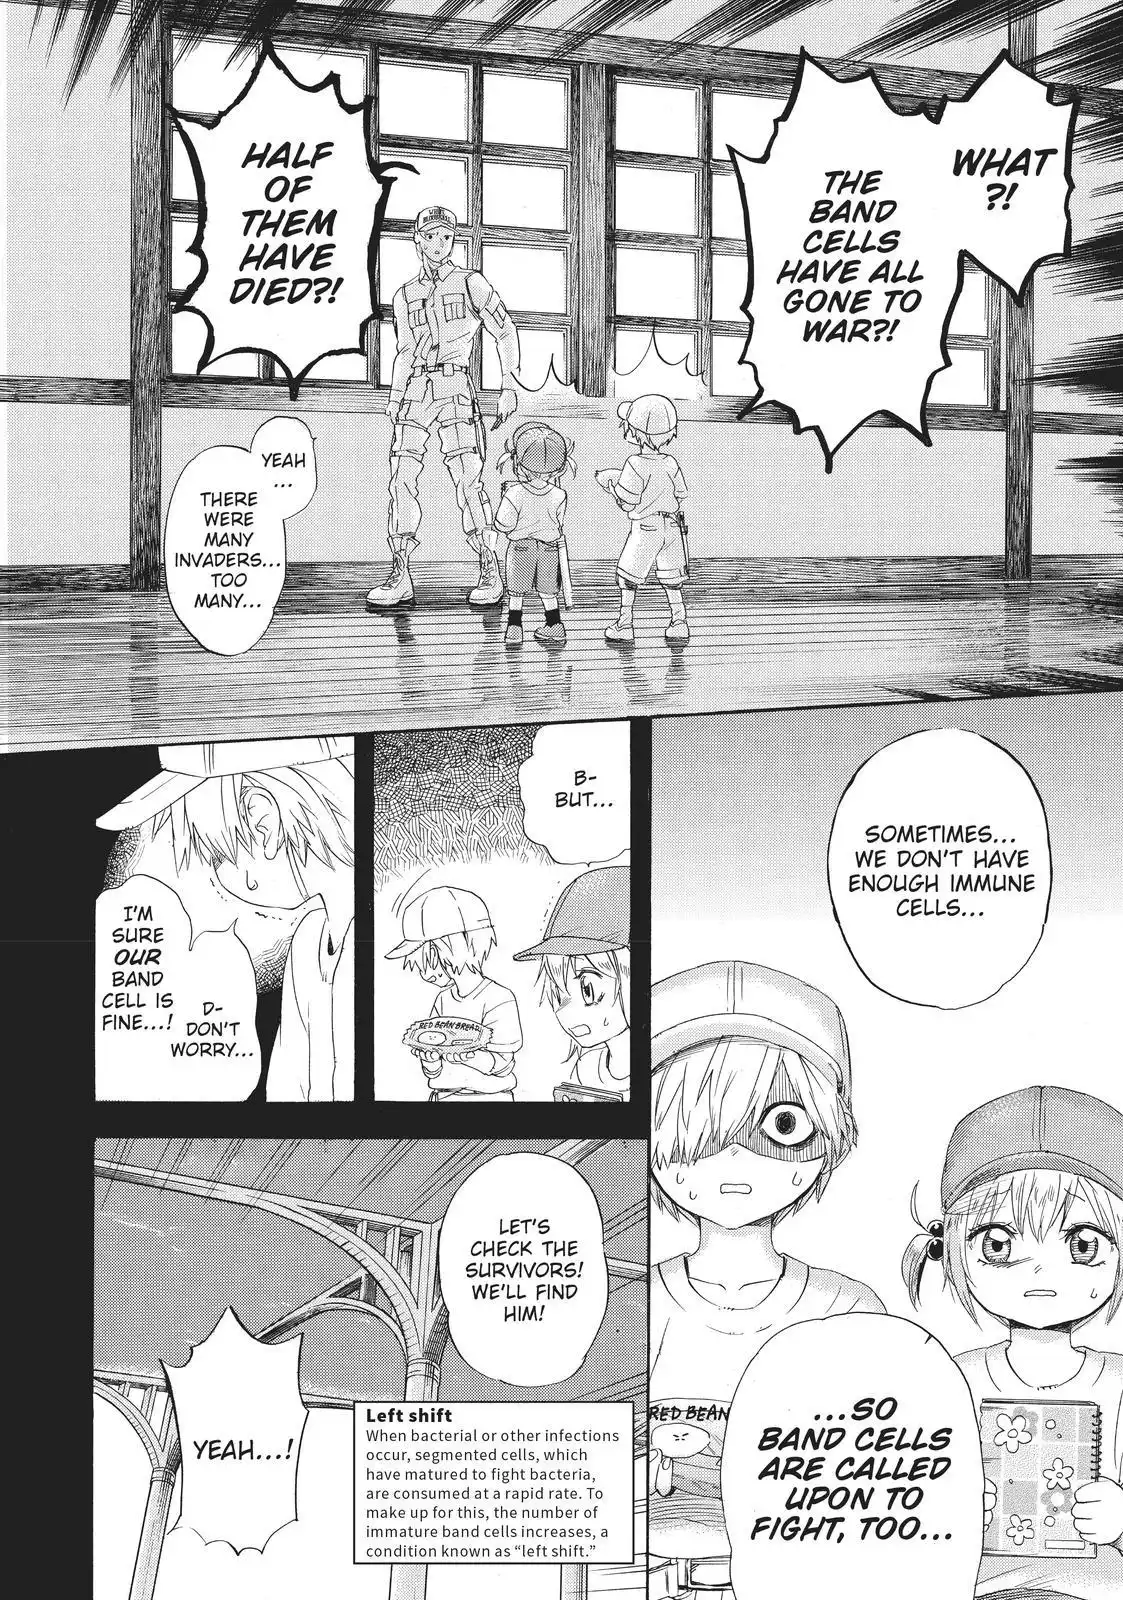 WHAT
?!
THE
BAND
CELLS
HAVE ALL
GONE TO
WAR?!
HALF
OF
THEM
HAVE
DIED?!
YEAH
...
THERE
WERE
MANY
INVADERS...
TOO
MANY...
SOMETIMES...
WE DON'T HAVE
ENOUGH IMMUNE
CELLS...
RED BEAN
...SO
BAND CELLS
ARE CALLED
UPON TO
FIGHT, TOO...
B-
BUT...
RED BEAN BREAD
D-
DON'T
WORRY...
I'M
SURE
OUR
BAND
CELL IS
FINE...!
LET'S
CHECK THE
SURVIVORS!
WE'LL FIND
HIM!
YEAH...!
Left shift
When bacterial or other infections
occur, segmented cells, which
have matured to fight bacteria,
are consumed at a rapid rate. To
make up for this, the number of
immature band cells increases, a
condition known as “left shift.”